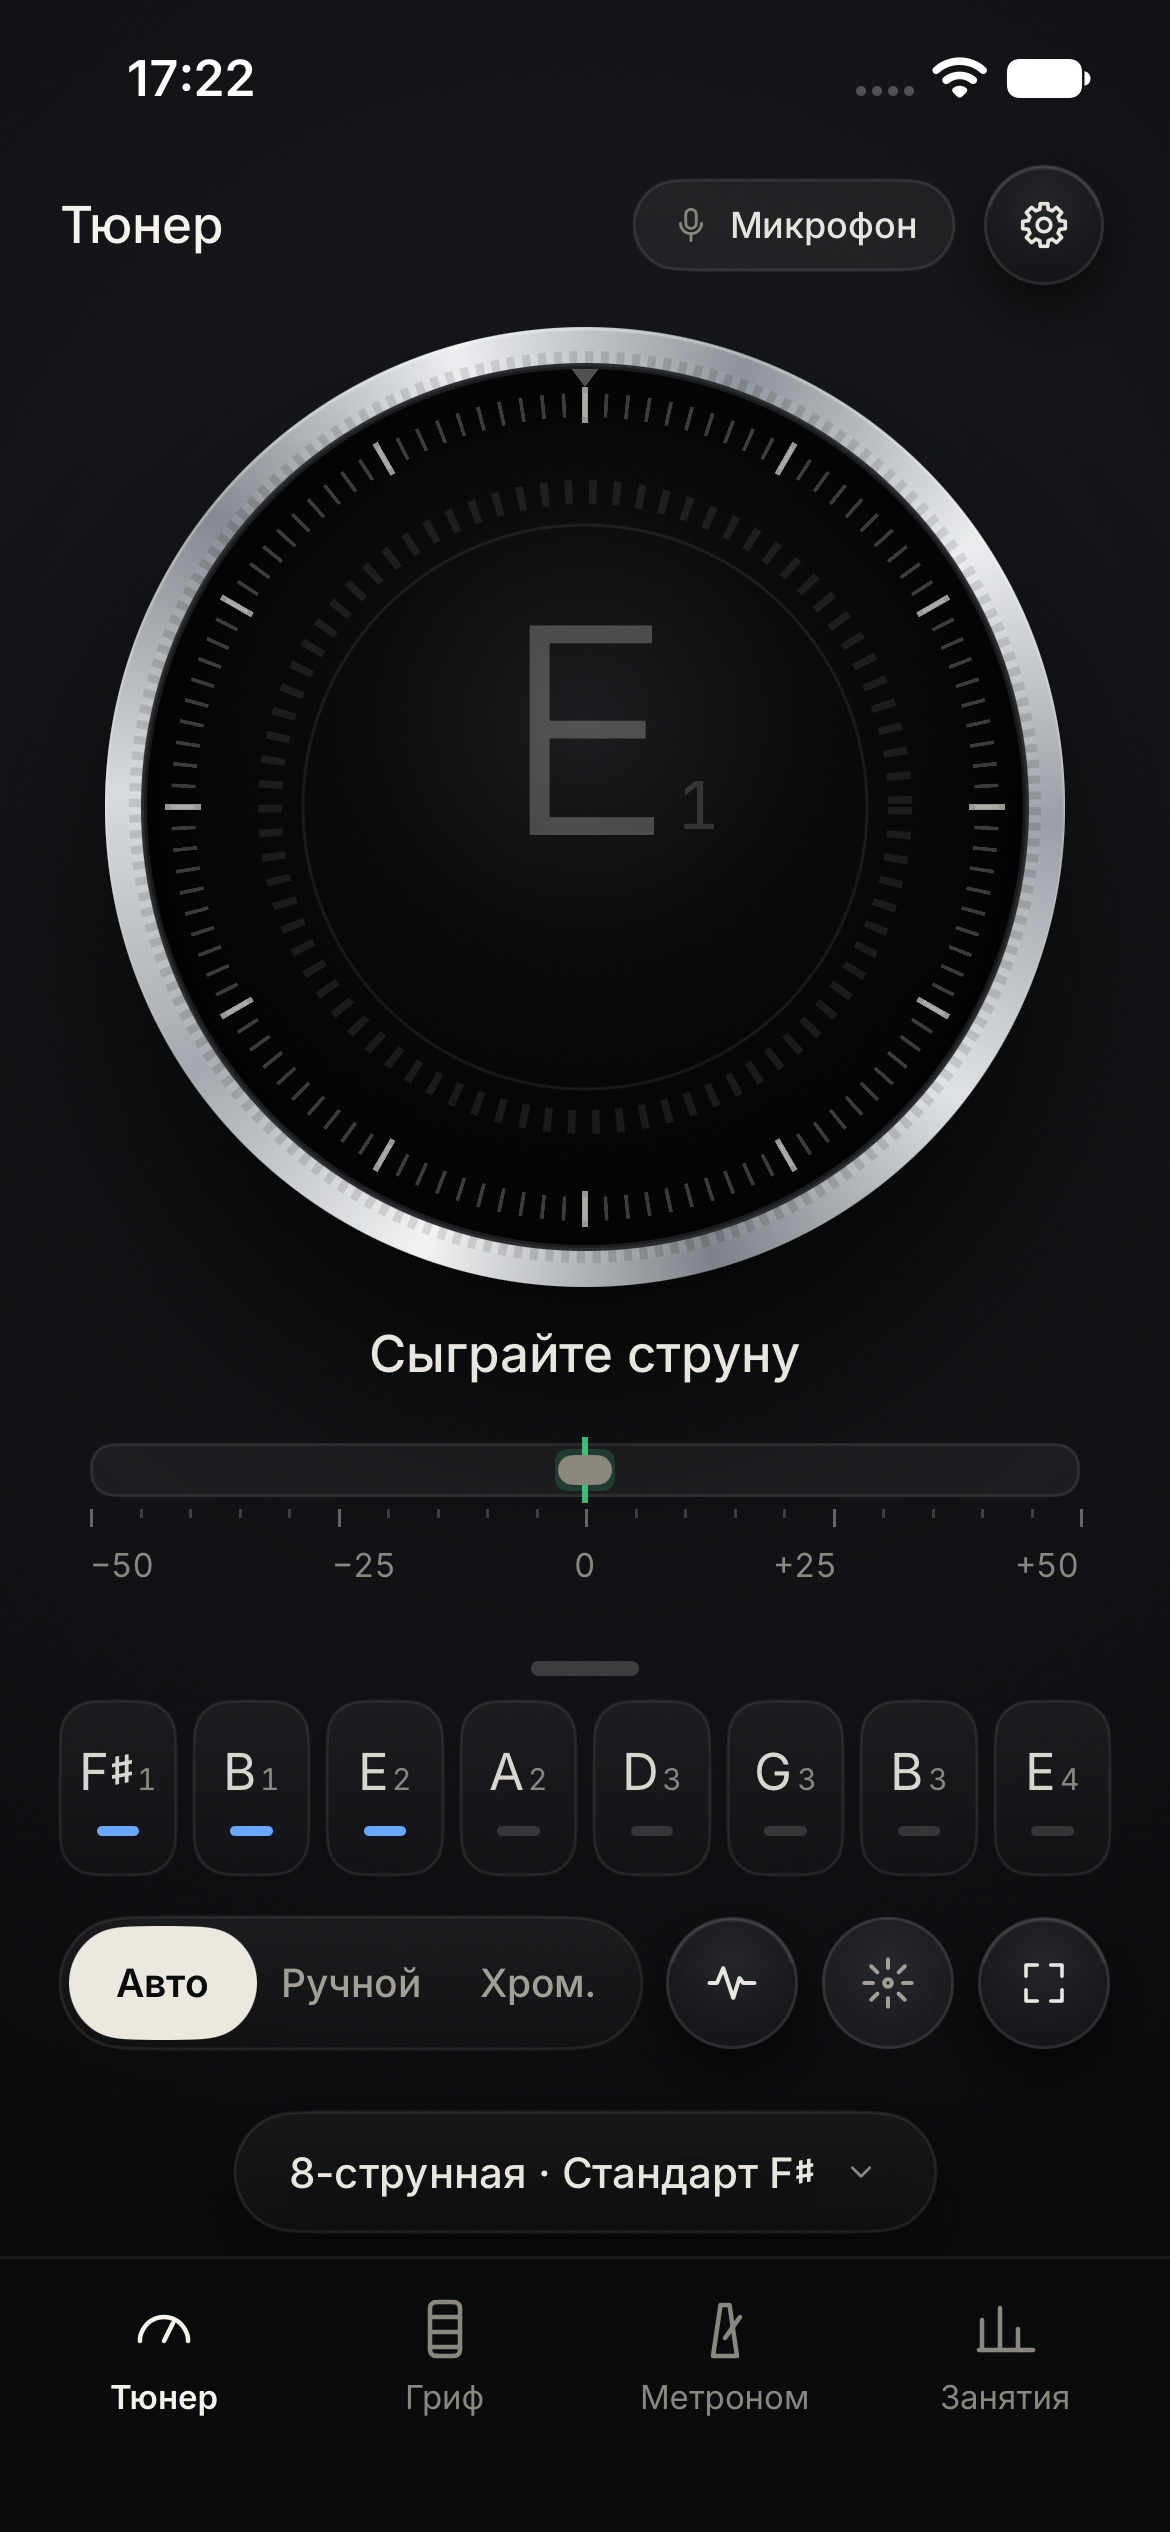 17:22
Тюнер
Микрофон
E1
Сыграйте струну
−50 −25 0 +25 +50
F♯1 B1 E2 A2 D3 G3 B3 E4
Авто Ручной Хром.
8-струнная · Стандарт F♯
Тюнер Гриф Метроном Занятия